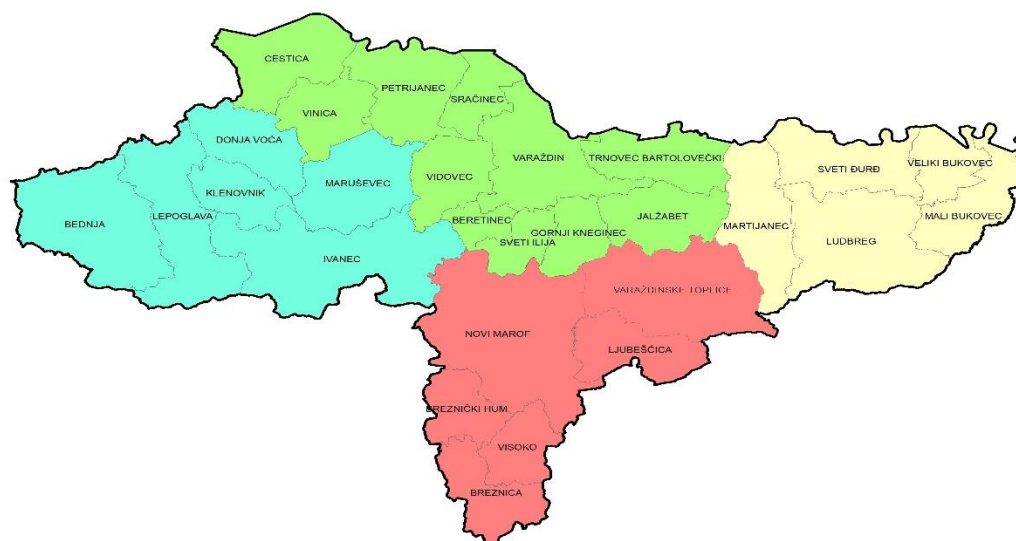 CESTICA
PETRIJANEC
SRAČINEC
VINICA
DONJA VOĆA
VARAŽDIN
TRNOVEC BARTOLOVEČKI
SVETI ĐURĐ
VELIKI BUKOVEC
VIDOVEC
MARUŠEVEC
KLENOVNIK
LEPOGLAVA
BEDNJA
BERETINEC
JALŽABET
MALI BUKOVEC
GORNJI KNEGINEC
MARTIJANEC
SVETI ILIJA
LUDBREG
IVANEC
VARAŽDINSKE TOPLICE
NOVI MAROF
LJUBEŠĆICA
BREZNIČKI HUM
VISOKO
BREZNICA